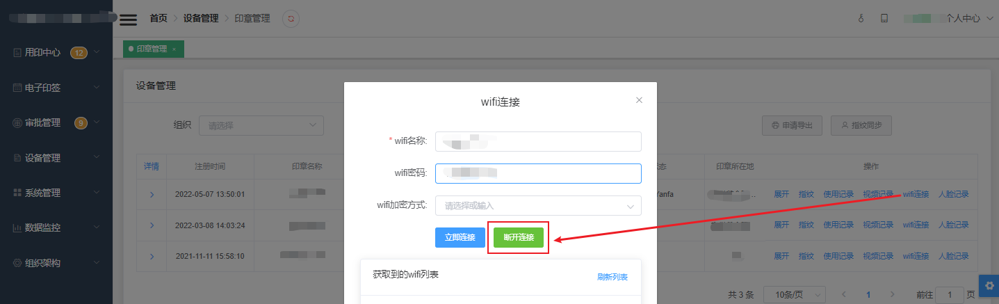 首页 > 设备管理 > 印章管理
个人中心
用印中心 12
电子印签
审批管理 9
设备管理
系统管理
数据监控
组织架构
印章管理 ×
设备管理
组织 请选择
申请导出 指纹同步
详情 注册时间 印章名称 态 印章所在地 操作
2022-05-07 13:50:01 Yanfa 展开 指纹 使用记录 视频记录 wifi连接 人脸记录
2022-03-08 14:03:24 展开 指纹 使用记录 视频记录 wifi连接 人脸记录
2021-11-11 15:58:10 展开 指纹 使用记录 视频记录 wifi连接 人脸记录
共 3 条 10条/页 < 1 > 前往 1 页
wifi连接 ×
* wifi名称:
wifi密码:
wifi加密方式: 请选择或输入
立即连接 断开连接
获取到的wifi列表 刷新列表